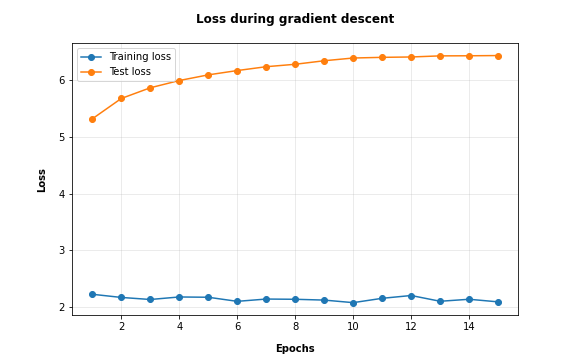 Loss during gradient descent
Training loss
Test loss
6
5
4
3
2
Loss
2 4 6 8 10 12 14
Epochs